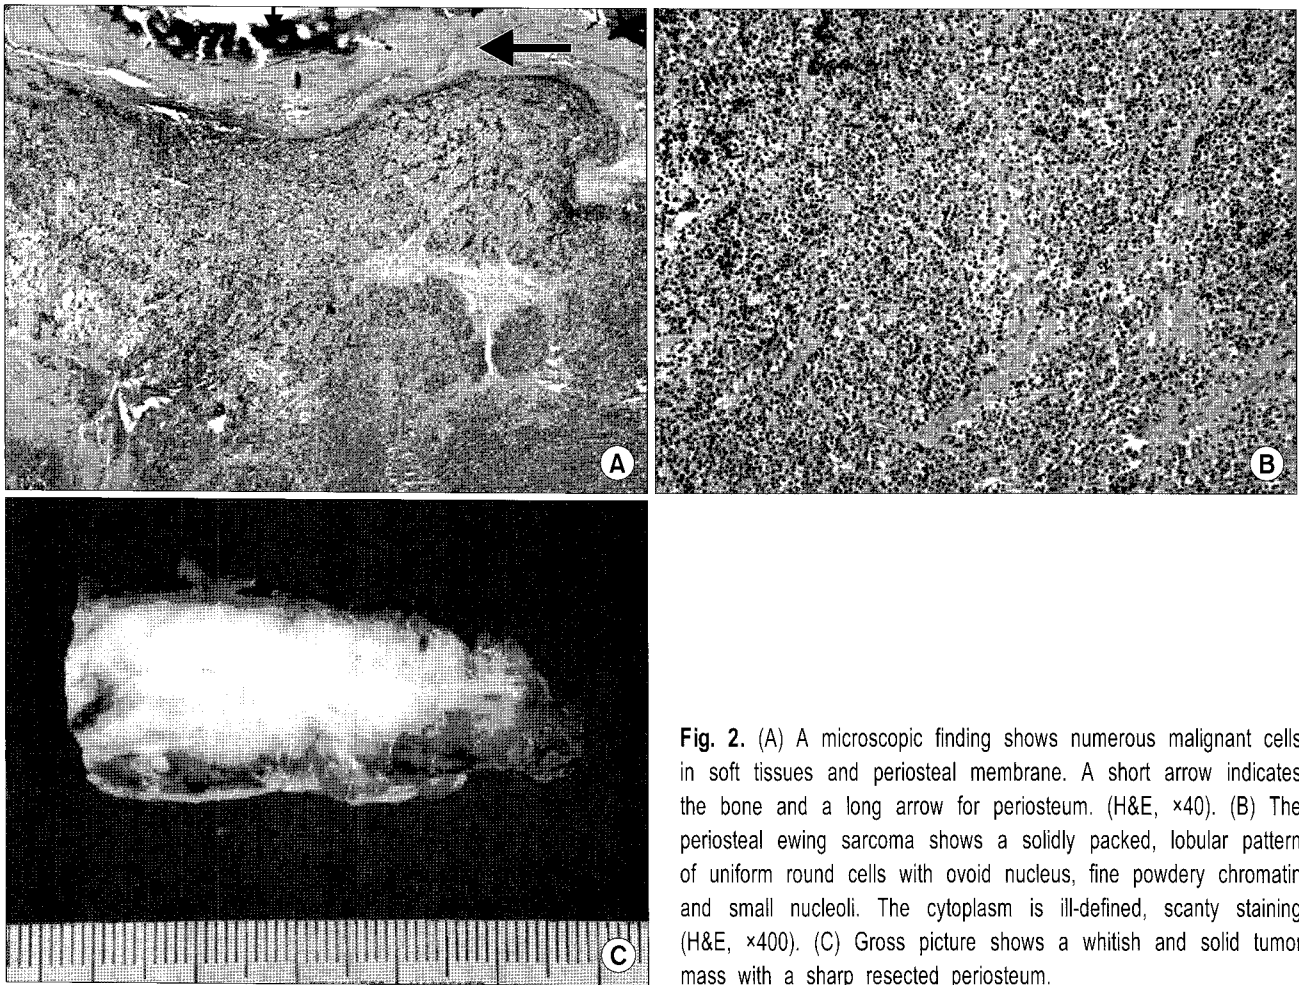 A
B
C
Fig. 2. (A) A microscopic finding shows numerous malignant cells
in soft tissues and periosteal membrane. A short arrow indicates
the bone and a long arrow for periosteum. (H&E, ×40). (B) The
periosteal ewing sarcoma shows a solidly packed, lobular pattern
of uniform round cells with ovoid nucleus, fine powdery chromatin
and small nucleoli. The cytoplasm is ill-defined, scanty staining
(H&E, ×400). (C) Gross picture shows a whitish and solid tumor
mass with a sharp resected periosteum.